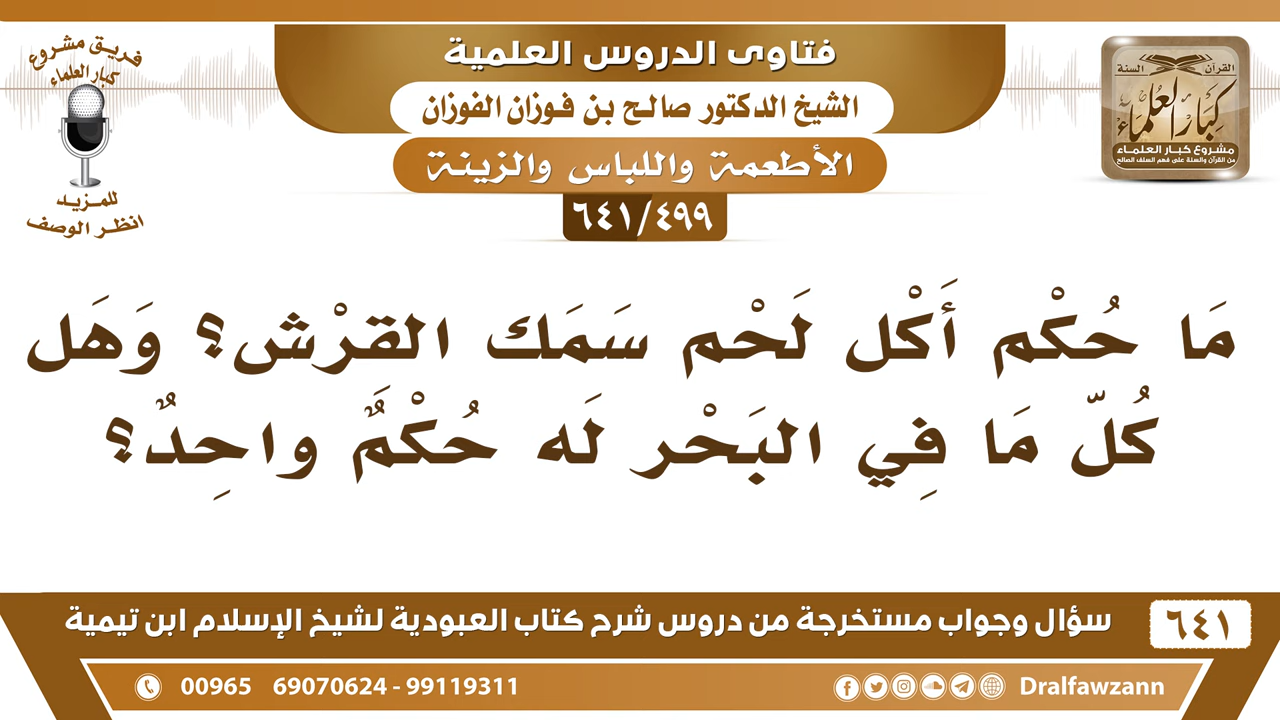 فتاوى الدروس العلمية
الشيخ الدكتور صالح بن فوزان الفوزان
الأطعمة واللباس والزينة
٦٤١/٤٩٩
فريق مشروع
كبار العلماء
للمزيد
انظر الوصف
القرآن السنة
كبار العلماء
مشروع كبار العلماء
من القرآن والسنة على فهم السلف الصالح
مَا حُكْم أَكْل لَحْم سَمَك القرْش؟ وَهَل
كُلّ مَا فِي البَحْر لَه حُكْمٌ واحِدٌ؟
٦٤١ سؤال وجواب مستخرجة من دروس شرح كتاب العبودية لشيخ الإسلام ابن تيمية
00965 69070624 - 99119311
Dralfawzann